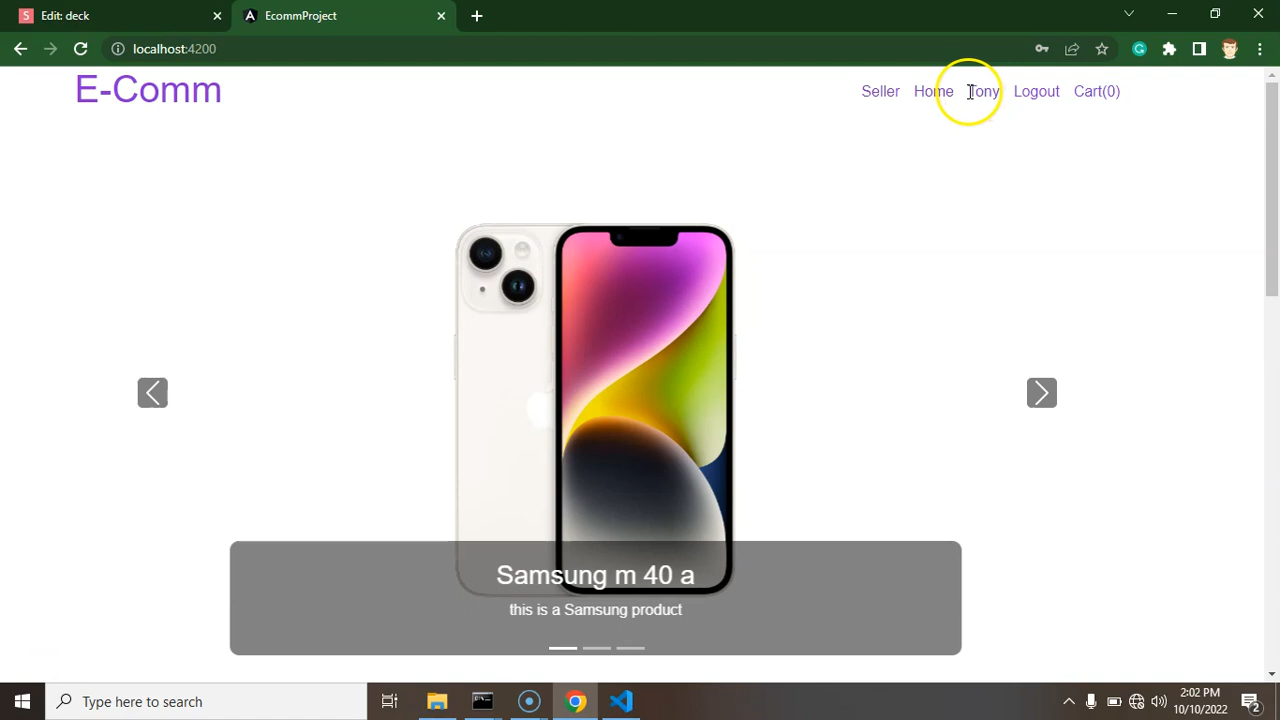 Edit: deck
EcommProject
localhost:4200
E-Comm
Seller Home Tony Logout Cart(0)
Samsung m 40 a
this is a Samsung product
Type here to search
2:02 PM
10/10/2022
2